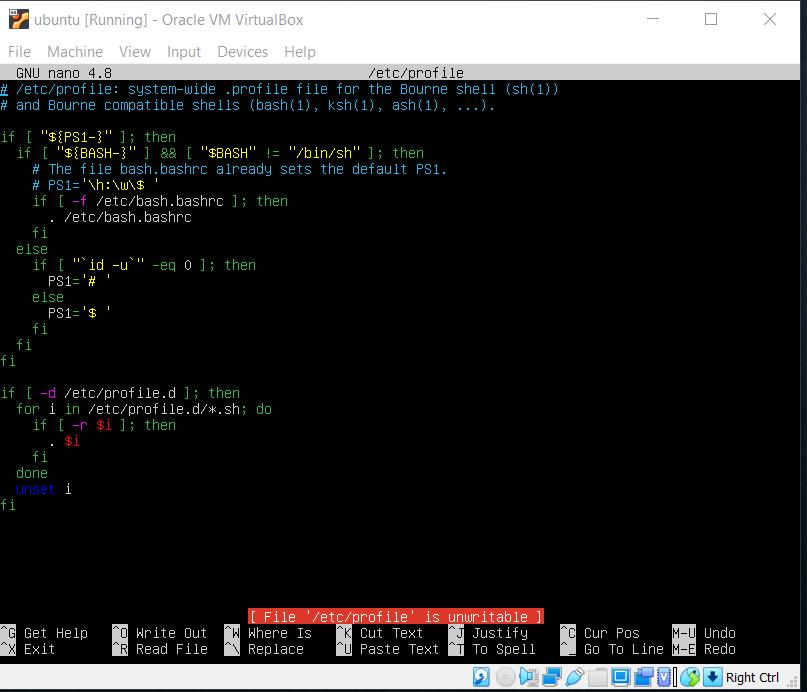 ubuntu [Running] - Oracle VM VirtualBox
File Machine View Input Devices Help
GNU nano 4.8 /etc/profile
# /etc/profile: system-wide .profile file for the Bourne shell (sh(1))
# and Bourne compatible shells (bash(1), ksh(1), ash(1), ...).
if [ "${PS1-}" ]; then
  if [ "${BASH-}" ] && [ "$BASH" != "/bin/sh" ]; then
    # The file bash.bashrc already sets the default PS1.
    # PS1='\h:\w\$ '
    if [ -f /etc/bash.bashrc ]; then
      . /etc/bash.bashrc
    fi
  else
    if [ "`id -u`" -eq 0 ]; then
      PS1='# '
    else
      PS1='$ '
    fi
  fi
fi
if [ -d /etc/profile.d ]; then
  for i in /etc/profile.d/*.sh; do
    if [ -r $i ]; then
      . $i
    fi
  done
  unset i
fi
[ File '/etc/profile' is unwritable ]
^G Get Help ^O Write Out ^W Where Is ^K Cut Text ^J Justify ^C Cur Pos M-U Undo
^X Exit ^R Read File ^\ Replace ^U Paste Text ^T To Spell ^_ Go To Line M-E Redo
Right Ctrl